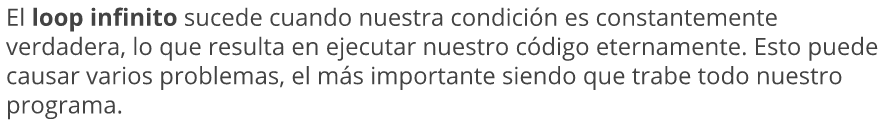 El loop infinito sucede cuando nuestra condición es constantemente
verdadera, lo que resulta en ejecutar nuestro código eternamente. Esto puede
causar varios problemas, el más importante siendo que trabe todo nuestro
programa.